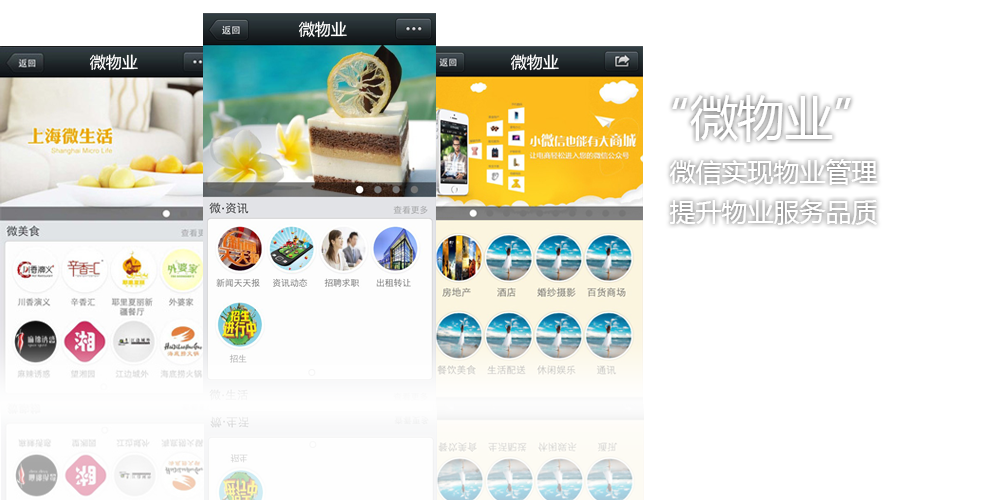 返回
微物业
上海微生活
Shanghai Micro Life
微美食
查看更
川香演义
辛香汇
耶里夏丽新
疆餐厅
外婆家
麻辣诱惑
望湘园
江边城外
海底捞火锅
返回
微物业
微·资讯
查看更多
新闻天天报
资讯动态
招聘求职
出租转让
招生
进行中
招生
返回
微物业
小微信也能有大商城
让电商轻松进入您的微信公众号
房地产
酒店
婚纱摄影
百货商场
餐饮美食
生活配送
休闲娱乐
通讯
“微物业”
微信实现物业管理
提升物业服务品质